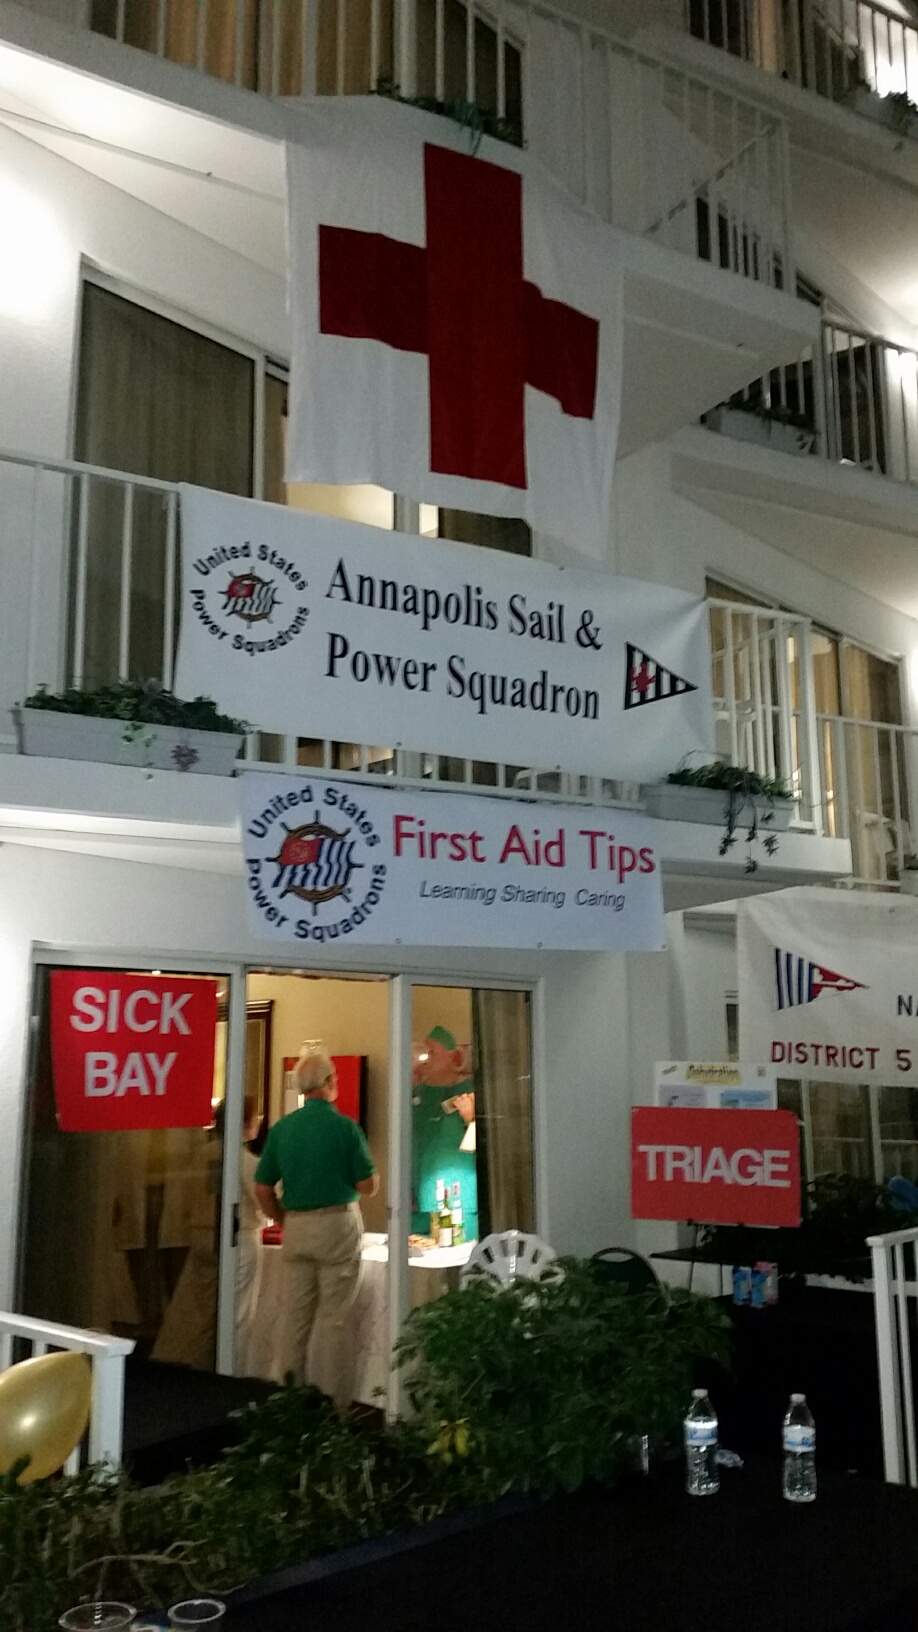 United States
Power Squadrons
Annapolis Sail &
Power Squadron
United States
Power Squadrons
First Aid Tips
Learning Sharing Caring
SICK
BAY
DISTRICT 5
Dehydration
TRIAGE